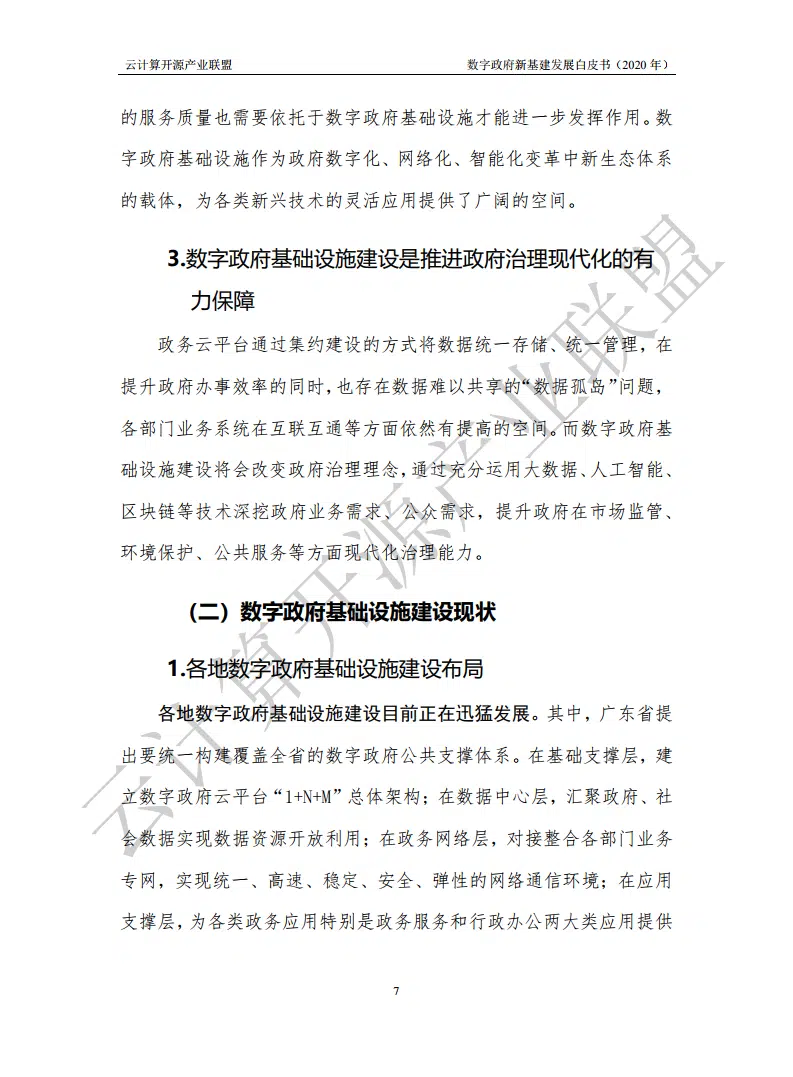 云计算开源产业联盟
数字政府新基建发展白皮书（2020 年）
的服务质量也需要依托于数字政府基础设施才能进一步发挥作用。数
字政府基础设施作为政府数字化、网络化、智能化变革中新生态体系
的载体，为各类新兴技术的灵活应用提供了广阔的空间。
3.数字政府基础设施建设是推进政府治理现代化的有
力保障
政务云平台通过集约建设的方式将数据统一存储、统一管理，在
提升政府办事效率的同时，也存在数据难以共享的“数据孤岛”问题，
各部门业务系统在互联互通等方面依然有提高的空间。而数字政府基
础设施建设将会改变政府治理理念，通过充分运用大数据、人工智能、
区块链等技术深挖政府业务需求、公众需求，提升政府在市场监管、
环境保护、公共服务等方面现代化治理能力。
（二）数字政府基础设施建设现状
1.各地数字政府基础设施建设布局
各地数字政府基础设施建设目前正在迅猛发展。其中，广东省提
出要统一构建覆盖全省的数字政府公共支撑体系。在基础支撑层，建
立数字政府云平台“1+N+M”总体架构；在数据中心层，汇聚政府、社
会数据实现数据资源开放利用；在政务网络层，对接整合各部门业务
专网，实现统一、高速、稳定、安全、弹性的网络通信环境；在应用
支撑层，为各类政务应用特别是政务服务和行政办公两大类应用提供
7
云计算开源产业联盟